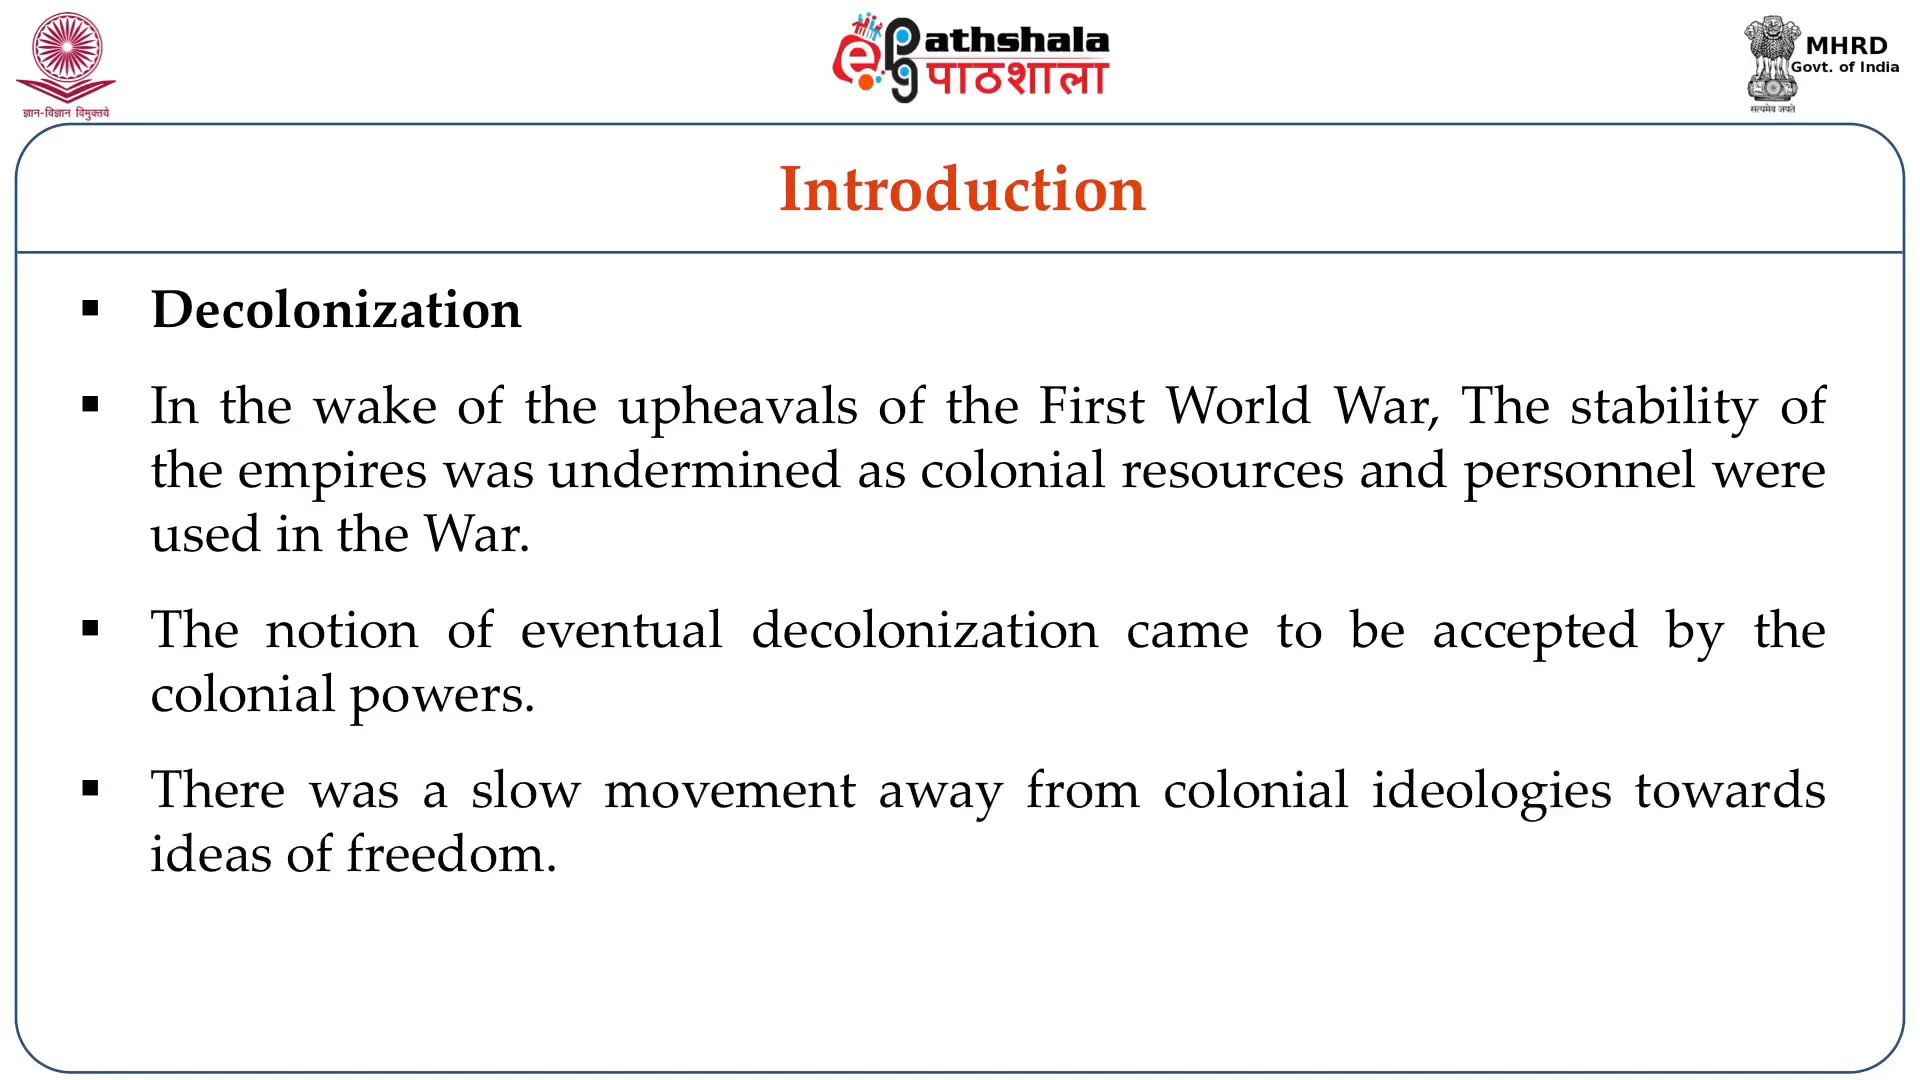 ज्ञान-विज्ञान विमुक्तये
ePG
athshala
पाठशाला
MHRD
Govt. of India
सत्यमेव जयते
Introduction
▪ Decolonization
▪ In the wake of the upheavals of the First World War, The stability of
the empires was undermined as colonial resources and personnel were
used in the War.
▪ The notion of eventual decolonization came to be accepted by the
colonial powers.
▪ There was a slow movement away from colonial ideologies towards
ideas of freedom.